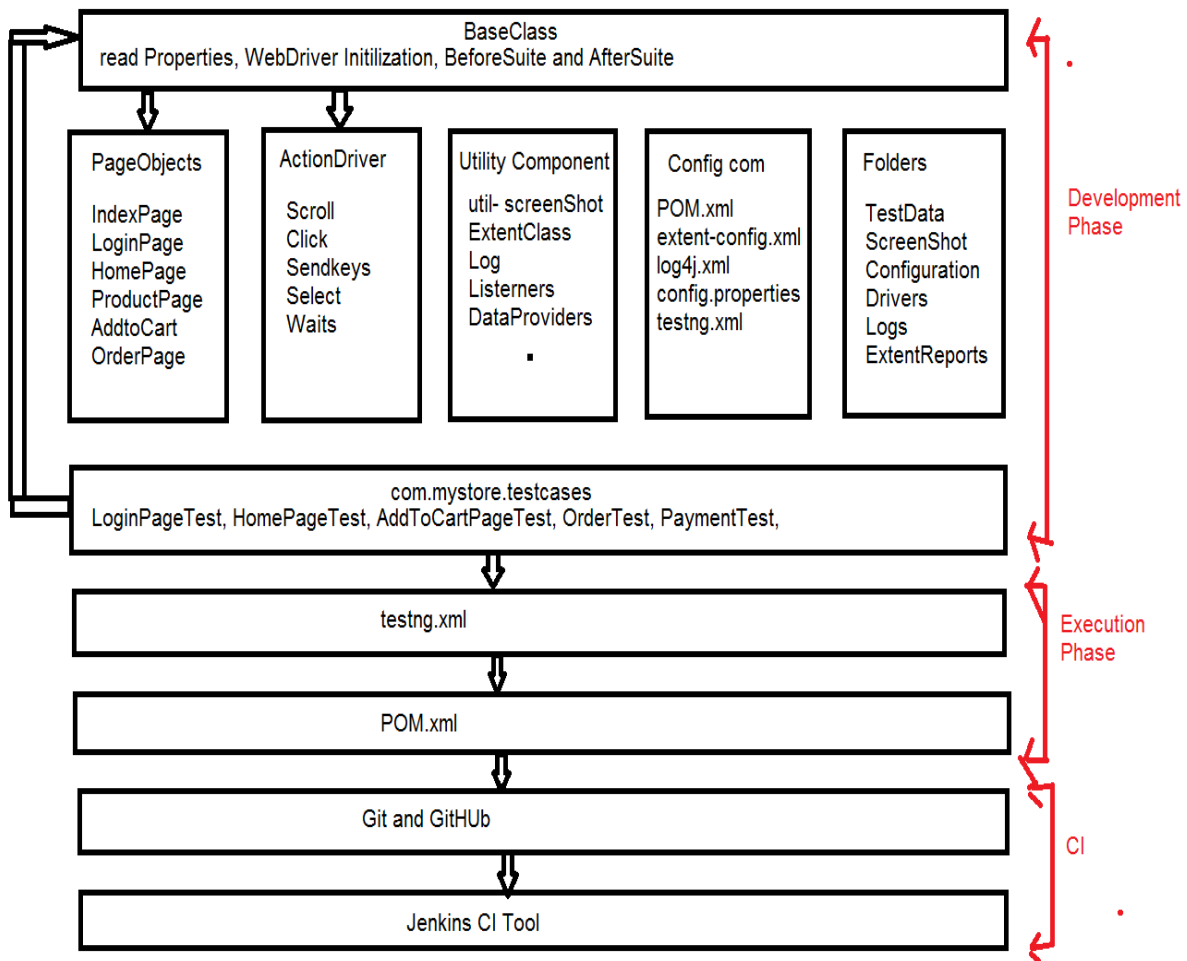 BaseClass
read Properties, WebDriver Initilization, BeforeSuite and AfterSuite
PageObjects
IndexPage
LoginPage
HomePage
ProductPage
AddtoCart
OrderPage
ActionDriver
Scroll
Click
Sendkeys
Select
Waits
Utility Component
util- screenShot
ExtentClass
Log
Listerners
DataProviders
Config com
POM.xml
extent-config.xml
log4j.xml
config.properties
testng.xml
Folders
TestData
ScreenShot
Configuration
Drivers
Logs
ExtentReports
Development
Phase
com.mystore.testcases
LoginPageTest, HomePageTest, AddToCartPageTest, OrderTest, PaymentTest,
testng.xml
Execution
Phase
POM.xml
Git and GitHUb
CI
Jenkins CI Tool